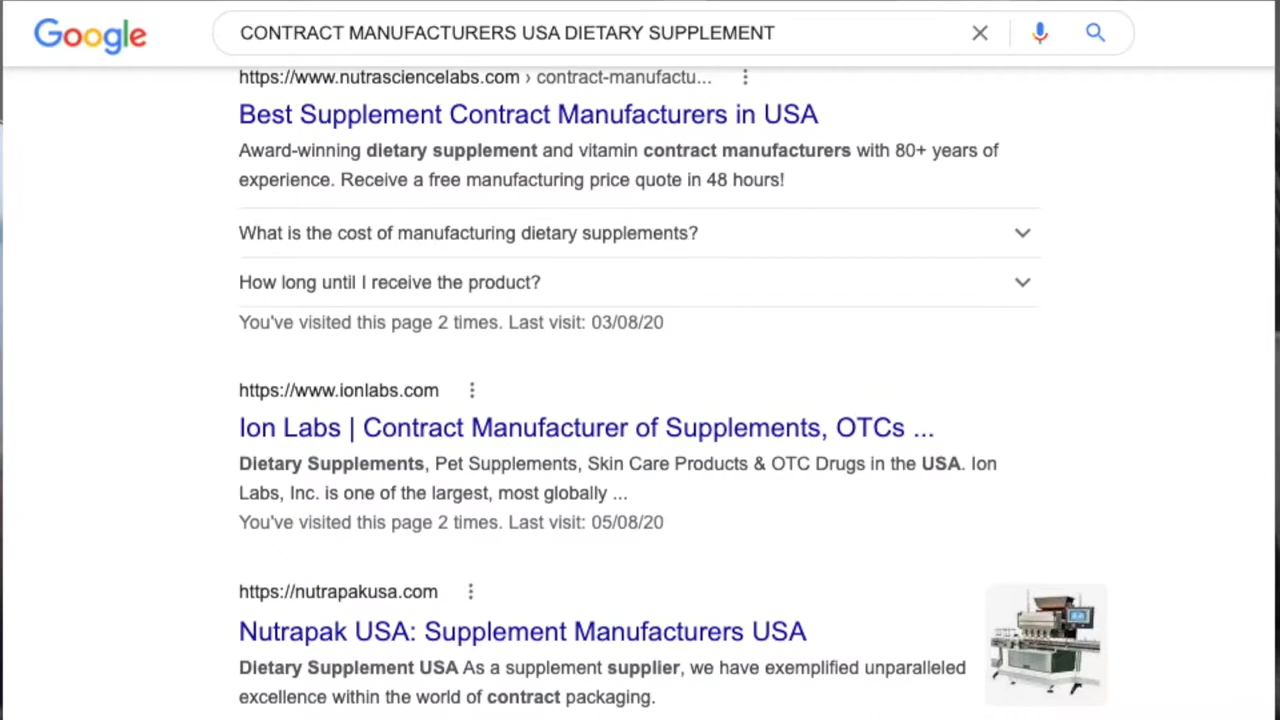 Google
CONTRACT MANUFACTURERS USA DIETARY SUPPLEMENT
https://www.nutrasciencelabs.com › contract-manufactu...
Best Supplement Contract Manufacturers in USA
Award-winning dietary supplement and vitamin contract manufacturers with 80+ years of
experience. Receive a free manufacturing price quote in 48 hours!
What is the cost of manufacturing dietary supplements?
How long until I receive the product?
You've visited this page 2 times. Last visit: 03/08/20
https://www.ionlabs.com
Ion Labs | Contract Manufacturer of Supplements, OTCs ...
Dietary Supplements, Pet Supplements, Skin Care Products & OTC Drugs in the USA. Ion
Labs, Inc. is one of the largest, most globally ...
You've visited this page 2 times. Last visit: 05/08/20
https://nutrapakusa.com
Nutrapak USA: Supplement Manufacturers USA
Dietary Supplement USA As a supplement supplier, we have exemplified unparalleled
excellence within the world of contract packaging.